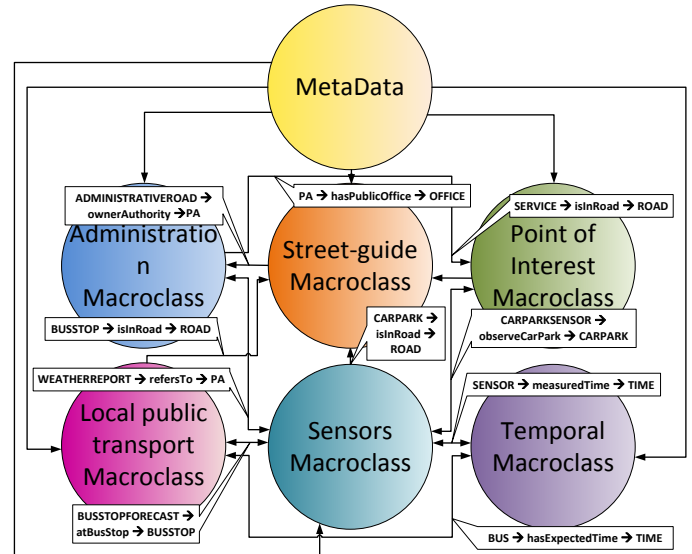 MetaData
ADMINISTRATIVEROAD →
ownerAuthority →PA
PA → hasPublicOffice → OFFICE
SERVICE → isInRoad → ROAD
Administratio
n
Macroclass
Street-guide
Macroclass
Point of
Interest
Macroclass
BUSSTOP → isInRoad → ROAD
CARPARK →
isInRoad →
ROAD
CARPARKSENSOR →
observeCarPark → CARPARK
WEATHERREPORT → refersTo → PA
SENSOR → measuredTime → TIME
Local public
transport
Macroclass
Sensors
Macroclass
Temporal
Macroclass
BUSSTOPFORECAST →
atBusStop → BUSSTOP
BUS → hasExpectedTime → TIME